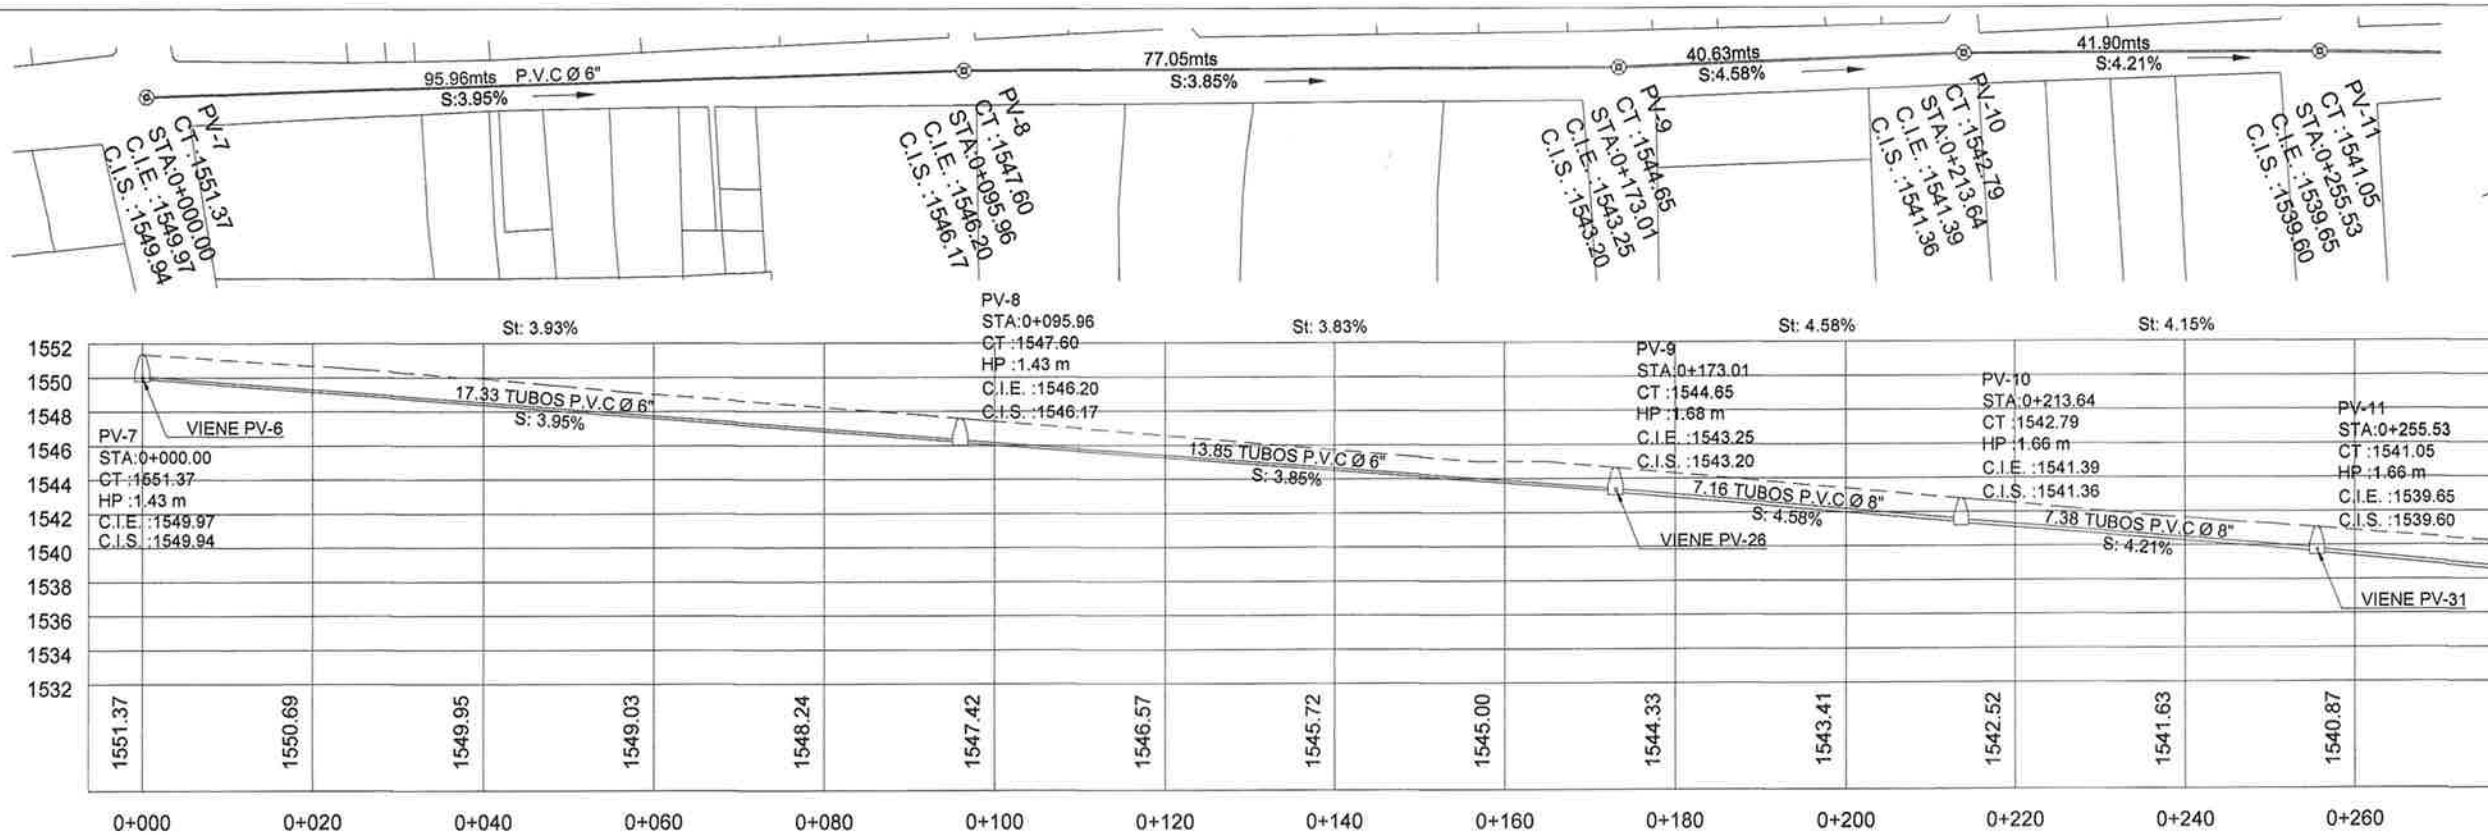 95.96mts P.V.C Ø 6"
S:3.95%
77.05mts
S:3.85%
40.63mts
S:4.58%
41.90mts
S:4.21%
PV-7
CT :1551.37
STA:0+000.00
C.I.E. :1549.97
C.I.S. :1549.94
PV-8
CT :1547.60
STA:0+095.96
C.I.E. :1546.20
C.I.S. :1546.17
PV-9
CT :1544.65
STA:0+173.01
C.I.E. :1543.25
C.I.S. :1543.20
PV-10
CT :1542.79
STA:0+213.64
C.I.E. :1541.39
C.I.S. :1541.36
PV-11
CT :1541.05
STA:0+255.53
C.I.E. :1539.65
C.I.S. :1539.60
St: 3.93%
St: 3.83%
St: 4.58%
St: 4.15%
1552
1550
1548
1546
1544
1542
1540
1538
1536
1534
1532
VIENE PV-6
PV-7
STA:0+000.00
CT :1551.37
HP :1.43 m
C.I.E. :1549.97
C.I.S. :1549.94
17.33 TUBOS P.V.C Ø 6"
S: 3.95%
PV-8
STA:0+095.96
CT :1547.60
HP :1.43 m
C.I.E. :1546.20
C.I.S. :1546.17
13.85 TUBOS P.V.C Ø 6"
S: 3.85%
PV-9
STA:0+173.01
CT :1544.65
HP :1.68 m
C.I.E. :1543.25
C.I.S. :1543.20
7.16 TUBOS P.V.C Ø 8"
S: 4.58%
VIENE PV-26
PV-10
STA:0+213.64
CT :1542.79
HP :1.66 m
C.I.E. :1541.39
C.I.S. :1541.36
7.38 TUBOS P.V.C Ø 8"
S: 4.21%
PV-11
STA:0+255.53
CT :1541.05
HP :1.66 m
C.I.E. :1539.65
C.I.S. :1539.60
VIENE PV-31
1551.37
1550.69
1549.95
1549.03
1548.24
1547.42
1546.57
1545.72
1545.00
1544.33
1543.41
1542.52
1541.63
1540.87
0+000
0+020
0+040
0+060
0+080
0+100
0+120
0+140
0+160
0+180
0+200
0+220
0+240
0+260